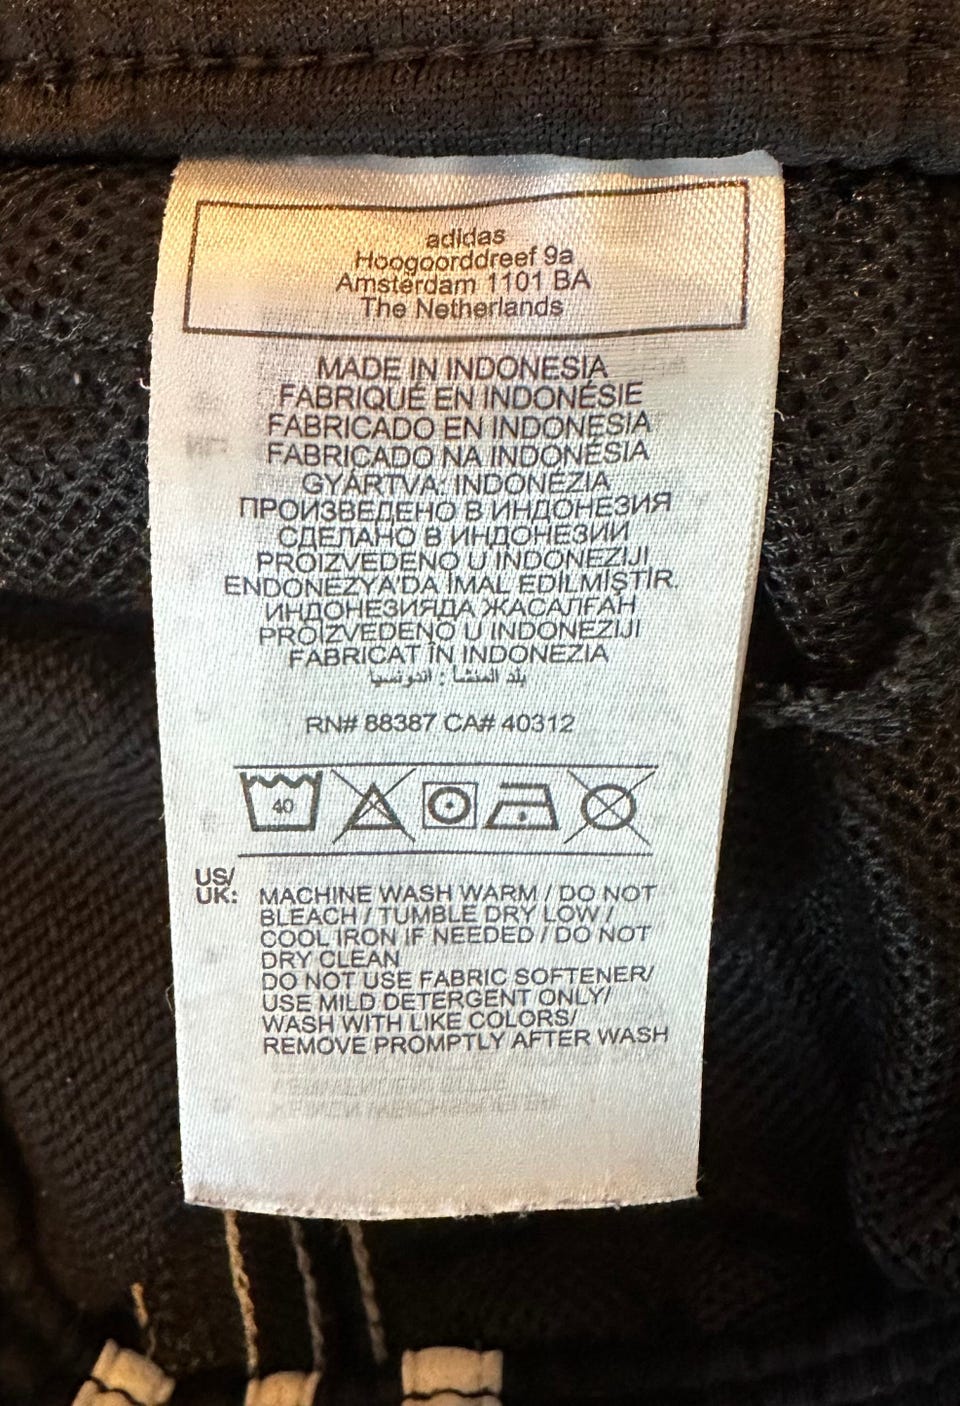 adidas
Hoogoorddreef 9a
Amsterdam 1101 BA
The Netherlands
MADE IN INDONESIA
FABRIQUÉ EN INDONÉSIE
FABRICADO EN INDONESIA
FABRICADO NA INDONÉSIA
GYÁRTVA: INDONÉZIA
ПРОИЗВЕДЕНО В ИНДОНЕЗИЯ
СДЕЛАНО В ИНДОНЕЗИИ
PROIZVEDENO U INDONEZIJI
ENDONEZYA'DA İMAL EDİLMİŞTİR.
ИНДОНЕЗИЯДА ЖАСАЛҒАН
PROIZVEDENO U INDONEZIJI
FABRICAT ÎN INDONEZIA
بلد المنشأ : اندونسيا
RN# 88387 CA# 40312
40
US/
UK:
MACHINE WASH WARM / DO NOT
BLEACH / TUMBLE DRY LOW /
COOL IRON IF NEEDED / DO NOT
DRY CLEAN
DO NOT USE FABRIC SOFTENER/
USE MILD DETERGENT ONLY/
WASH WITH LIKE COLORS/
REMOVE PROMPTLY AFTER WASH